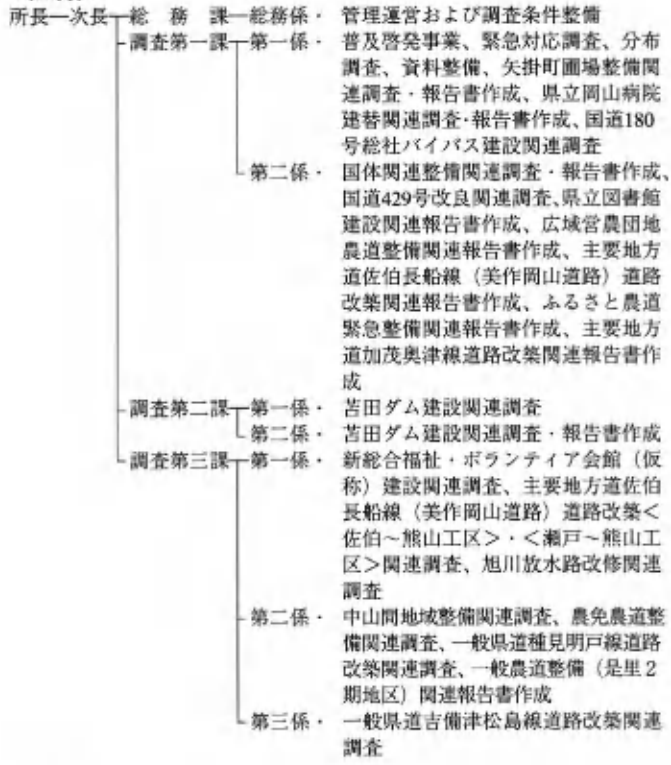 所長―次長―総　務　課―総務係・　管理運営および調査条件整備
調査第一課―第一係・　普及啓発事業、緊急対応調査、分布
調査、資料整備、矢掛町圃場整備関
連調査・報告書作成、県立岡山病院
建替関連調査・報告書作成、国道180
号総社バイパス建設関連調査
第二係・　国体関連整備関連調査・報告書作成、
国道429号改良関連調査、県立図書館
建設関連報告書作成、広域営農団地
農道整備関連報告書作成、主要地方
道佐伯長船線（美作岡山道路）道路
改築関連報告書作成、ふるさと農道
緊急整備関連報告書作成、主要地方
道加茂奥津線道路改築関連報告書作
成
調査第二課―第一係・　苫田ダム建設関連調査
第二係・　苫田ダム建設関連調査・報告書作成
調査第三課―第一係・　新総合福祉・ボランティア会館（仮
称）建設関連調査、主要地方道佐伯
長船線（美作岡山道路）道路改築＜
佐伯～熊山工区＞・＜瀬戸～熊山工
区＞関連調査、旭川放水路改修関連
調査
第二係・　中山間地域整備関連調査、農免農道整
備関連調査、一般県道種見明戸線道路
改築関連調査、一般農道整備（是里２
期地区）関連報告書作成
第三係・　一般県道吉備津松島線道路改築関連
調査